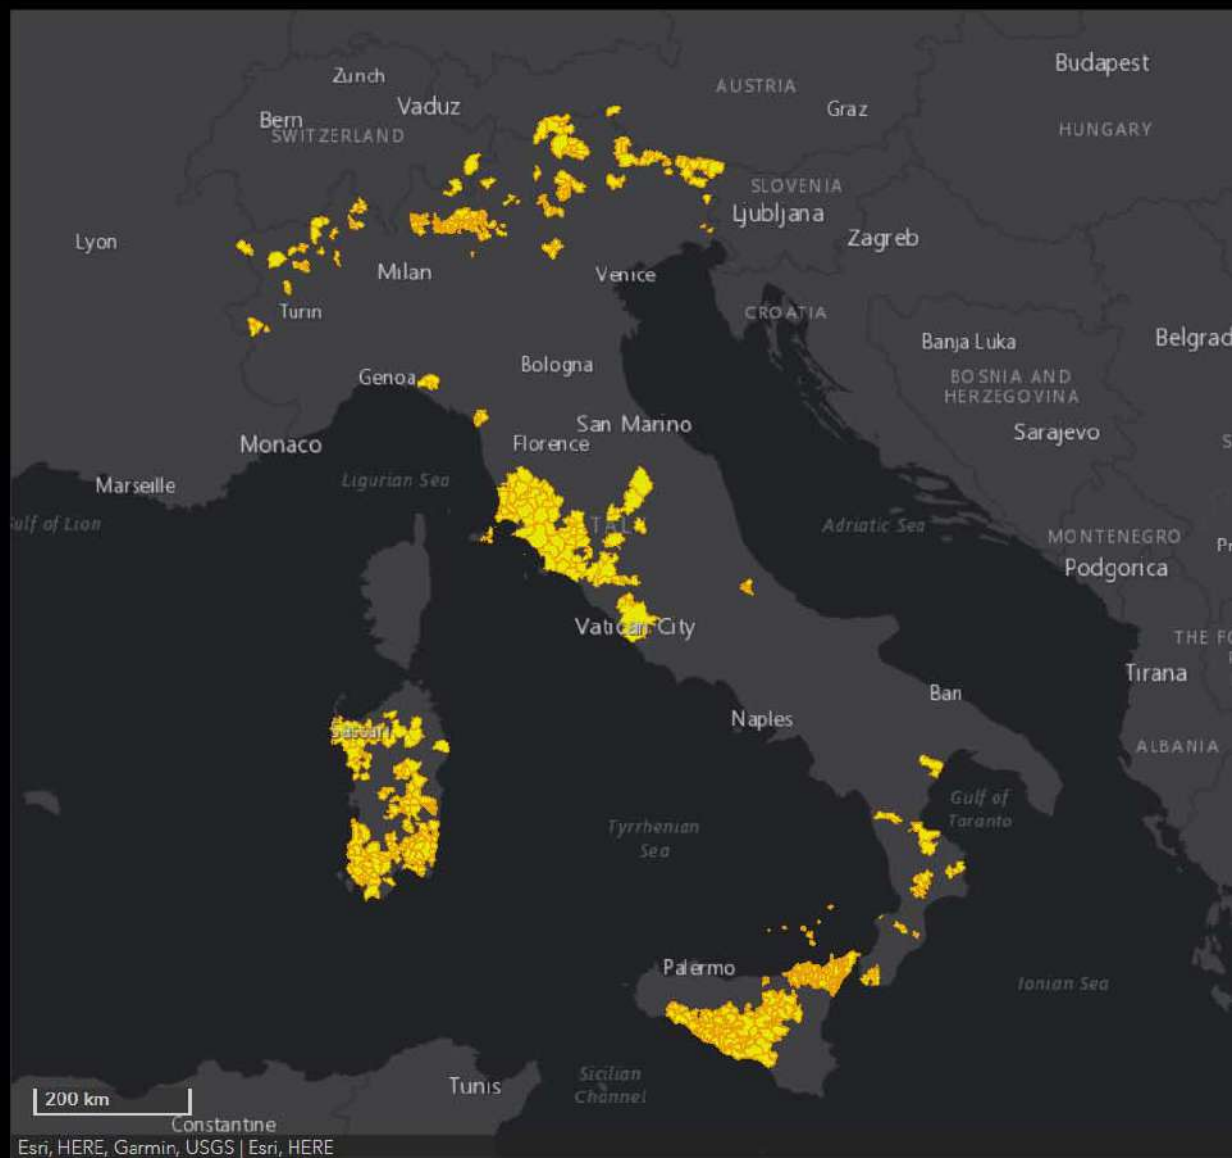 Budapest
Zurich
AUSTRIA
Vaduz
Graz
Bern
SWITZERLAND
HUNGARY
SLOVENIA
Ljubljana
Zagreb
Lyon
Milan
Venice
Turin
CROATIA
Banja Luka
Belgrad
Bologna
Genoa
BOSNIA AND
HERZEGOVINA
San Marino
Sarajevo
Monaco
Florence
Ligurian Sea
Marseille
Gulf of Lion
ITALY
Adriatic Sea
MONTENEGRO
Pr
Podgorica
Vatican City
THE FO
Tirana
Bari
Naples
Sassari
ALBANIA
Gulf of
Taranto
Tyrrhenian
Sea
Palermo
Ionian Sea
Sicilian
Channel
Tunis
200 km
Constantine
Esri, HERE, Garmin, USGS | Esri, HERE